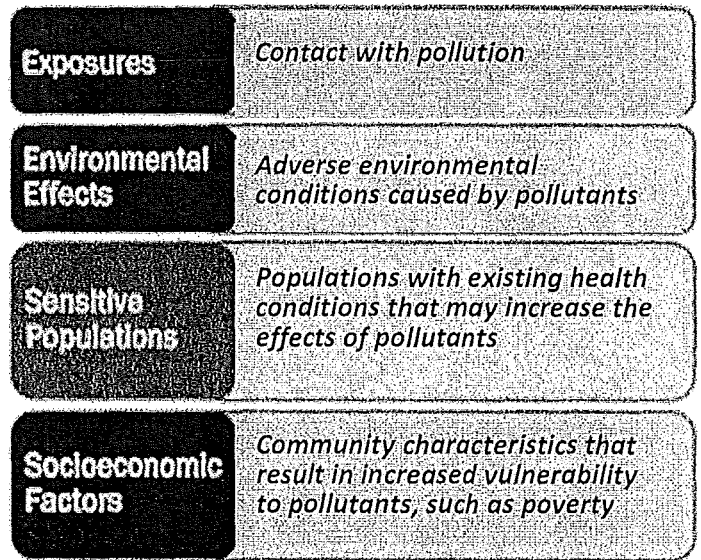 Exposures
Contact with pollution
Environmental
Effects
Adverse environmental
conditions caused by pollutants
Sensitive
Populations
Populations with existing health
conditions that may increase the
effects of pollutants
Socioeconomic
Factors
Community characteristics that
result in increased vulnerability
to pollutants, such as poverty